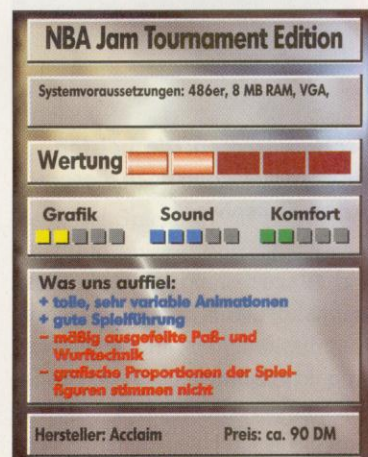 NBA Jam Tournament Edition
Systemvoraussetzungen: 486er, 8 MB RAM, VGA,
Wertung
Grafik Sound Komfort
Was uns auffiel:
+ tolle, sehr variable Animationen
+ gute Spielführung
– mäßig ausgefeilte Paß- und
Wurftechnik
– grafische Proportionen der Spiel-
figuren stimmen nicht
Hersteller: Acclaim Preis: ca. 90 DM